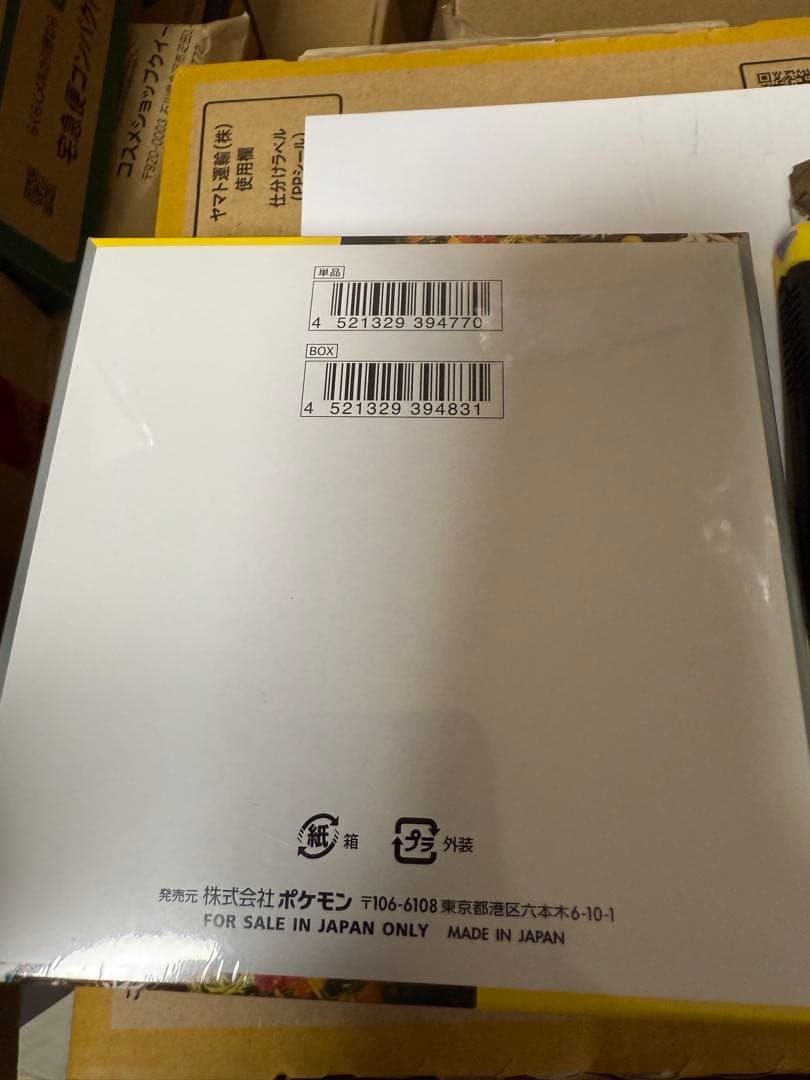 宅急便コンパクト
コスメショップクイー
〒920-0003
ヤマト運輸(株)
使用欄
仕分けラベル
(PPシール)
単品
4 521329 394770
BOX
4 521329 394831
紙 箱
プラ 外装
発売元 株式会社ポケモン 〒106-6108 東京都港区六本木6-10-1
FOR SALE IN JAPAN ONLY MADE IN JAPAN